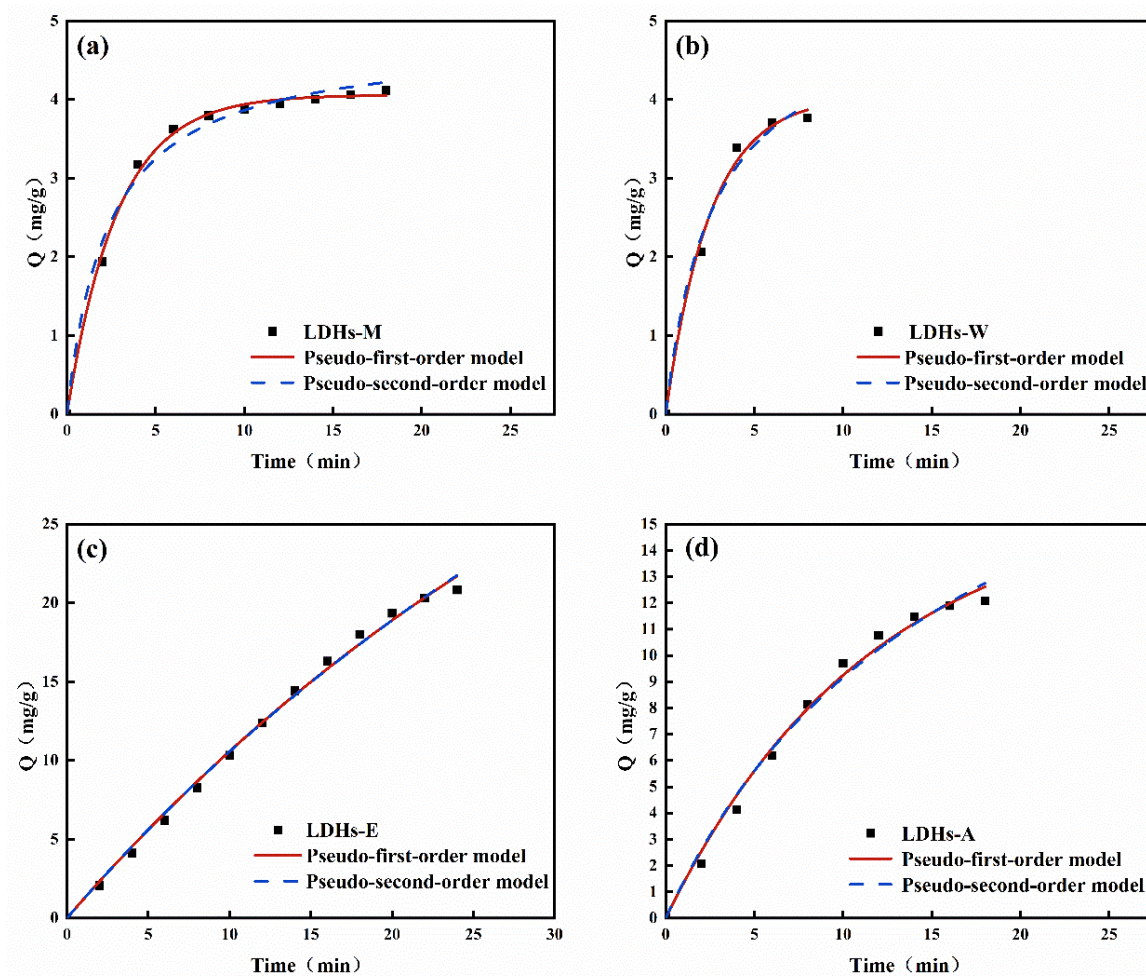 (a)
5
4
3
2
1
0
Q（mg/g）
LDHs-M
Pseudo-first-order model
Pseudo-second-order model
0 5 10 15 20 25
Time（min）
(b)
5
4
3
2
1
0
Q（mg/g）
LDHs-W
Pseudo-first-order model
Pseudo-second-order model
0 5 10 15 20 25
Time（min）
(c)
25
20
15
10
5
0
Q（mg/g）
LDHs-E
Pseudo-first-order model
Pseudo-second-order model
0 5 10 15 20 25 30
Time（min）
(d)
15
14
13
12
11
10
9
8
7
6
5
4
3
2
1
0
Q（mg/g）
LDHs-A
Pseudo-first-order model
Pseudo-second-order model
0 5 10 15 20 25
Time（min）